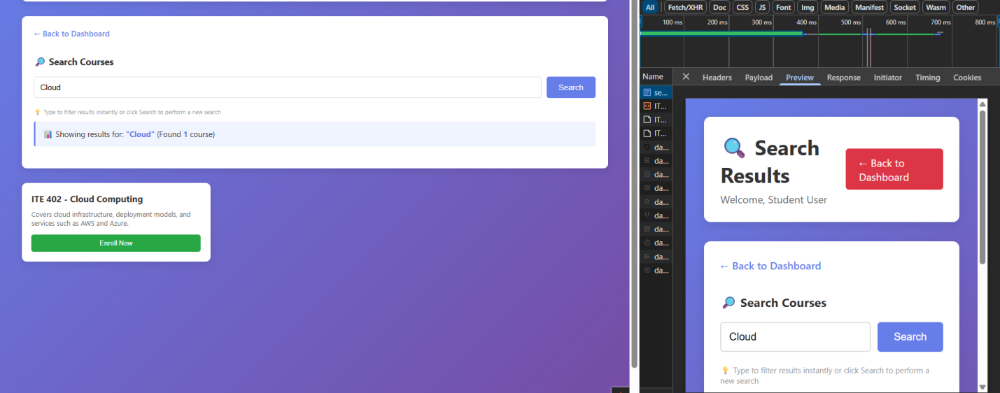 ← Back to Dashboard
Search Courses
Cloud
Search
Type to filter results instantly or click Search to perform a new search
Showing results for: "Cloud" (Found 1 course)
ITE 402 - Cloud Computing
Covers cloud infrastructure, deployment models, and
services such as AWS and Azure.
Enroll Now
All Fetch/XHR Doc CSS JS Font Img Media Manifest Socket Wasm Other
100 ms 200 ms 300 ms 400 ms 500 ms 600 ms 700 ms 800 ms
Name Headers Payload Preview Response Initiator Timing Cookies
se...
IT...
IT...
IT...
da...
da...
da...
da...
da...
da...
da...
da...
da...
da...
Search
Results
Welcome, Student User
← Back to
Dashboard
← Back to Dashboard
Search Courses
Cloud
Search
Type to filter results instantly or click Search to perform a
new search